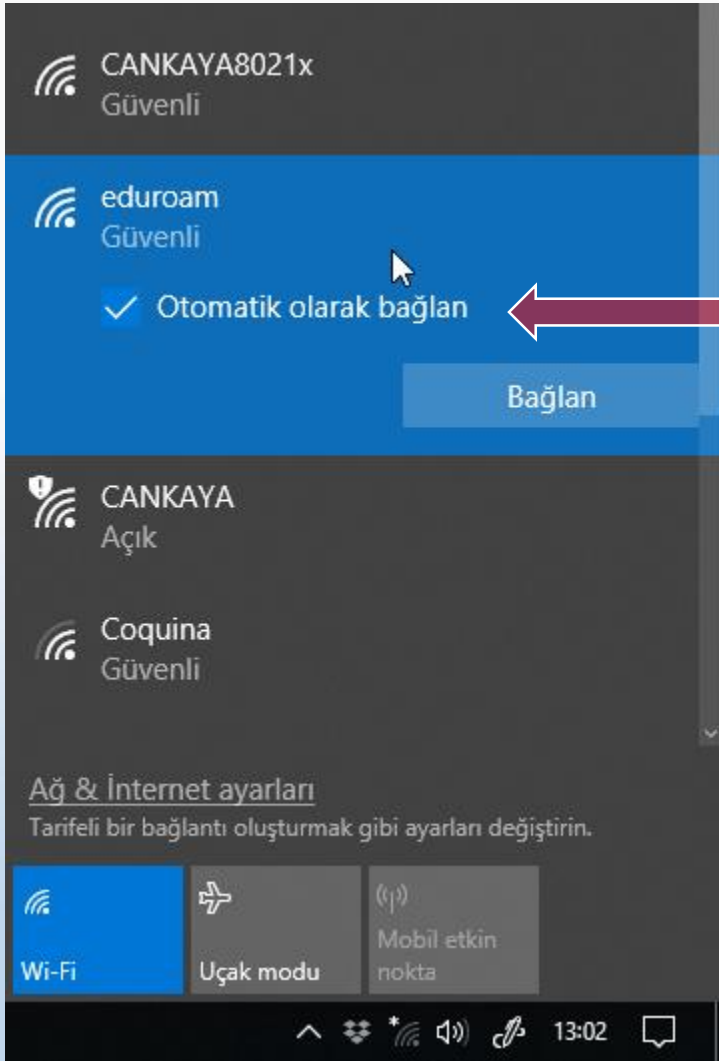 CANKAYA8021x
Güvenli
eduroam
Güvenli
Otomatik olarak bağlan
Bağlan
CANKAYA
Açık
Coquina
Güvenli
Ağ & İnternet ayarları
Tarifeli bir bağlantı oluşturmak gibi ayarları değiştirin.
Wi-Fi
Uçak modu
Mobil etkin
nokta
13:02